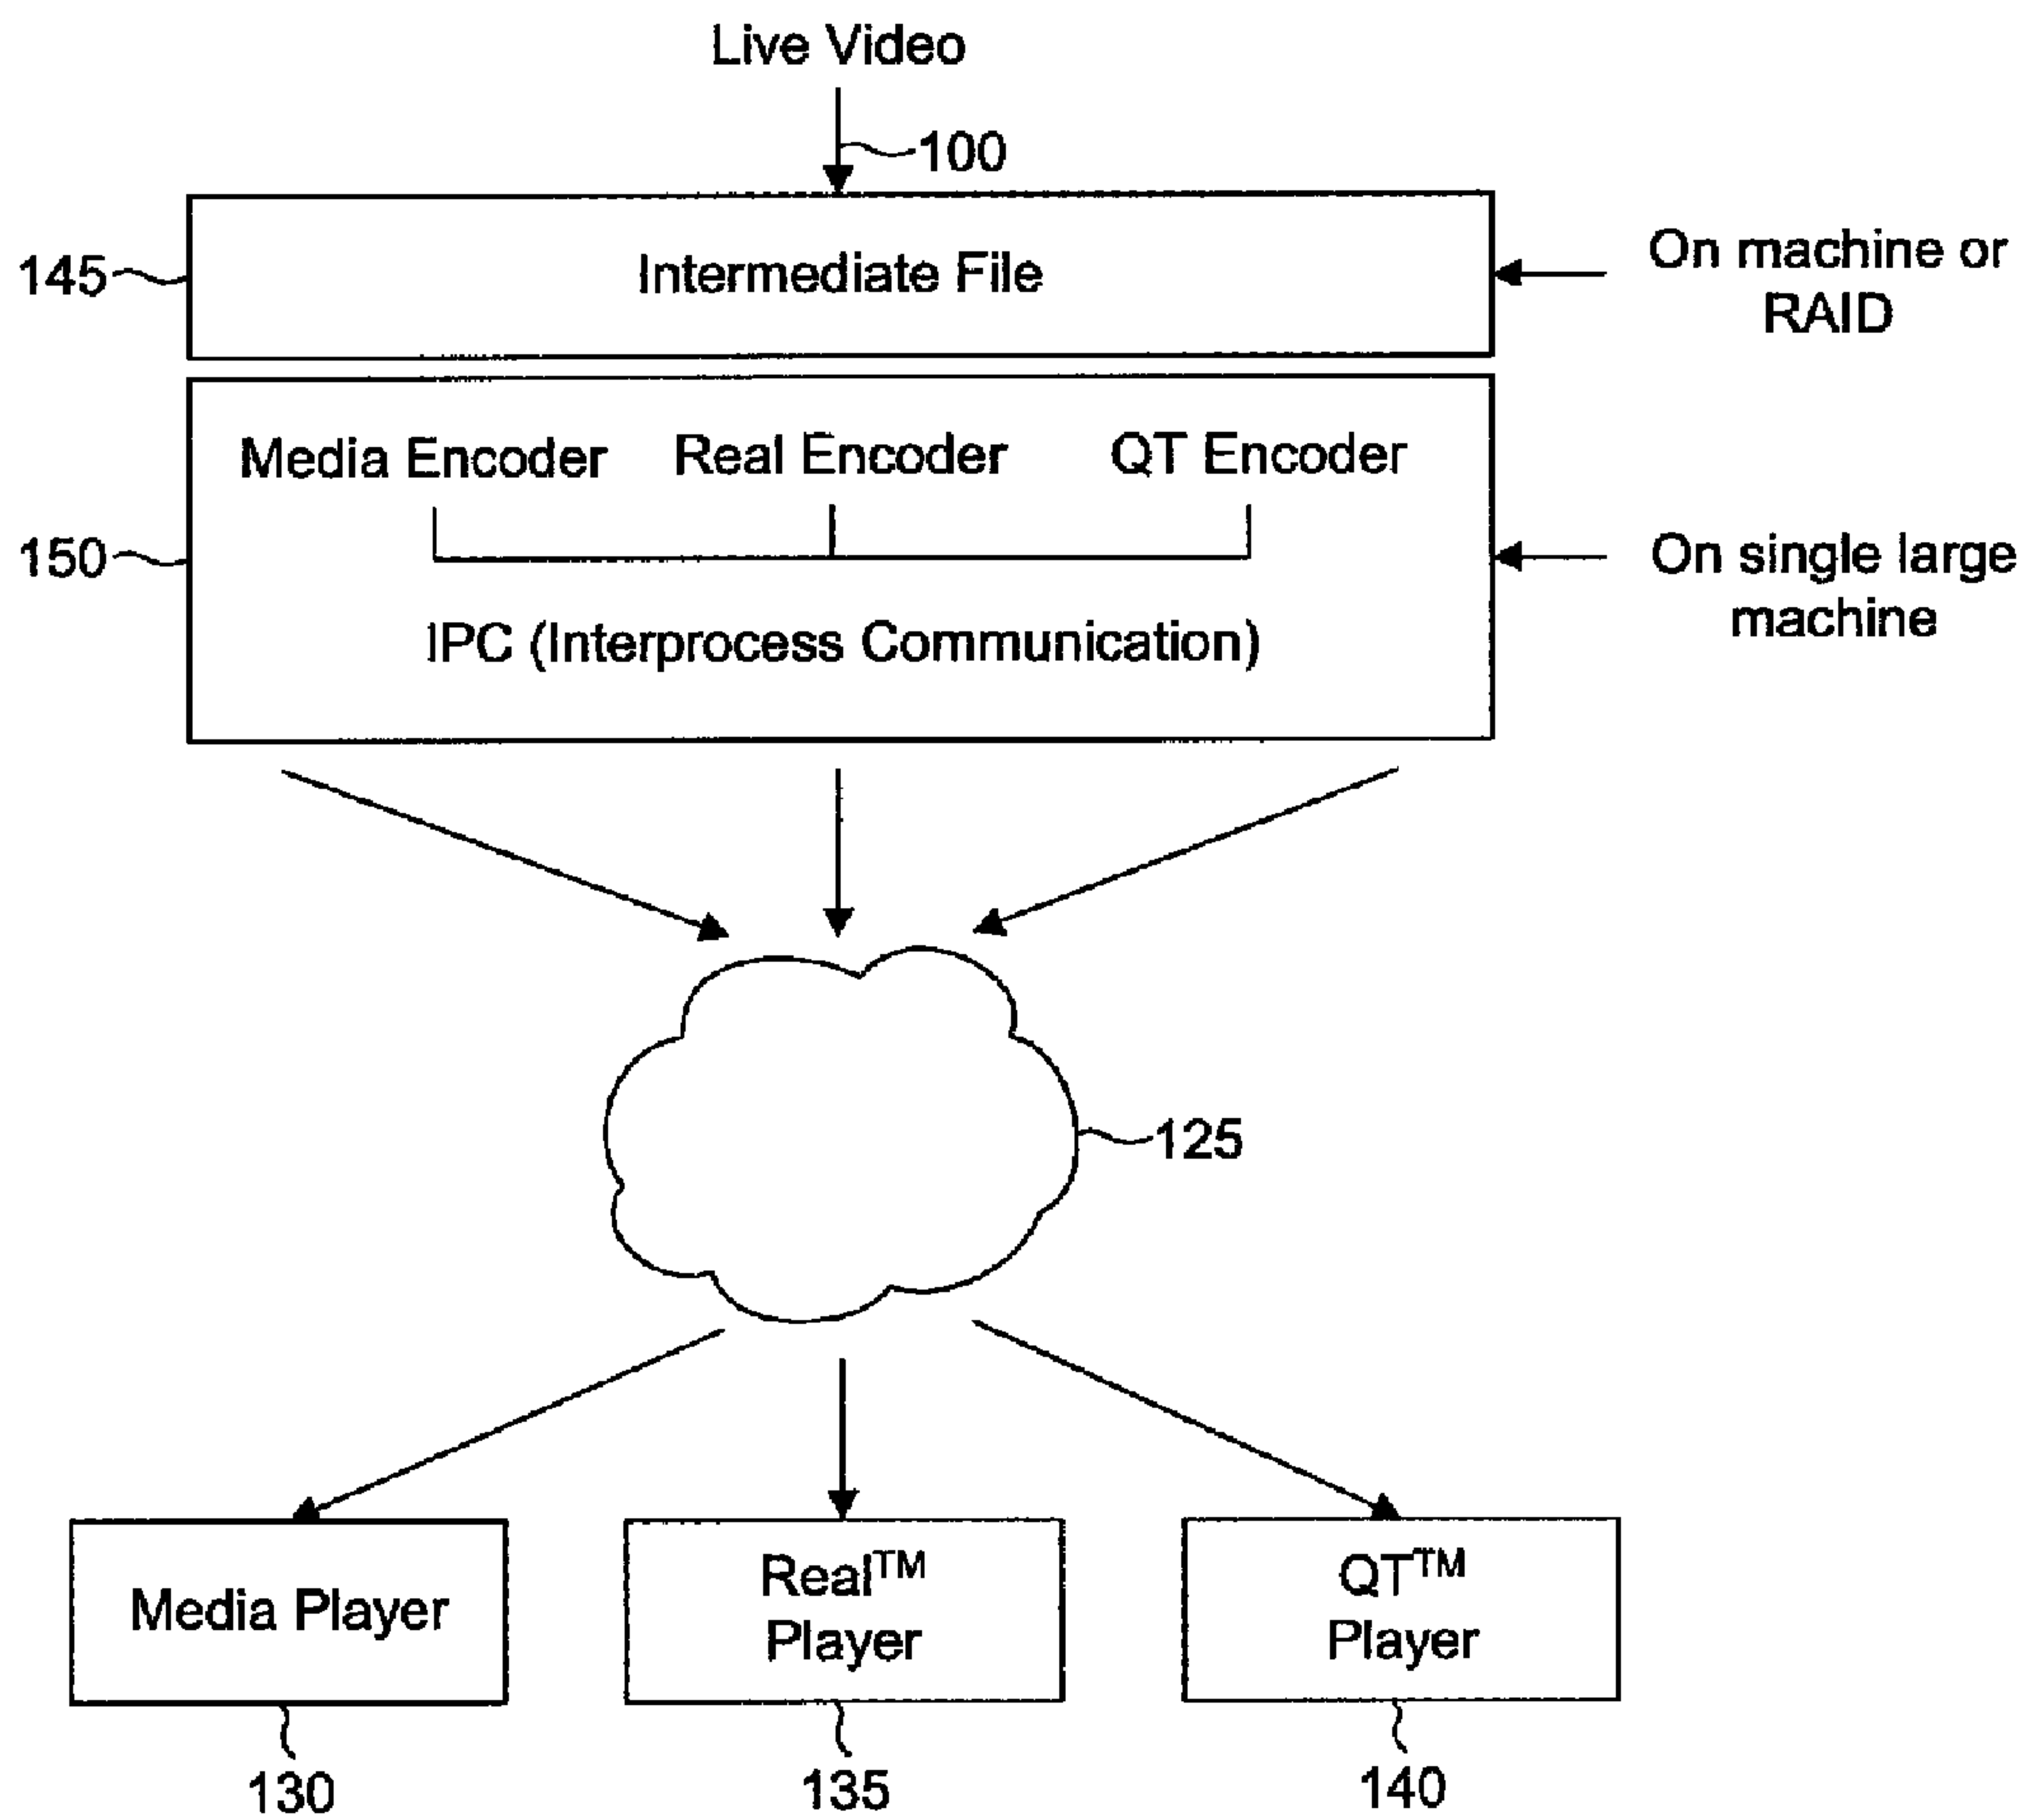 Live Video
100
145
Intermediate File
On machine or
RAID
Media Encoder
Real Encoder
QT Encoder
150
On single large
machine
IPC (Interprocess Communication)
125
Media Player
Real™
Player
QT™
Player
130
135
140